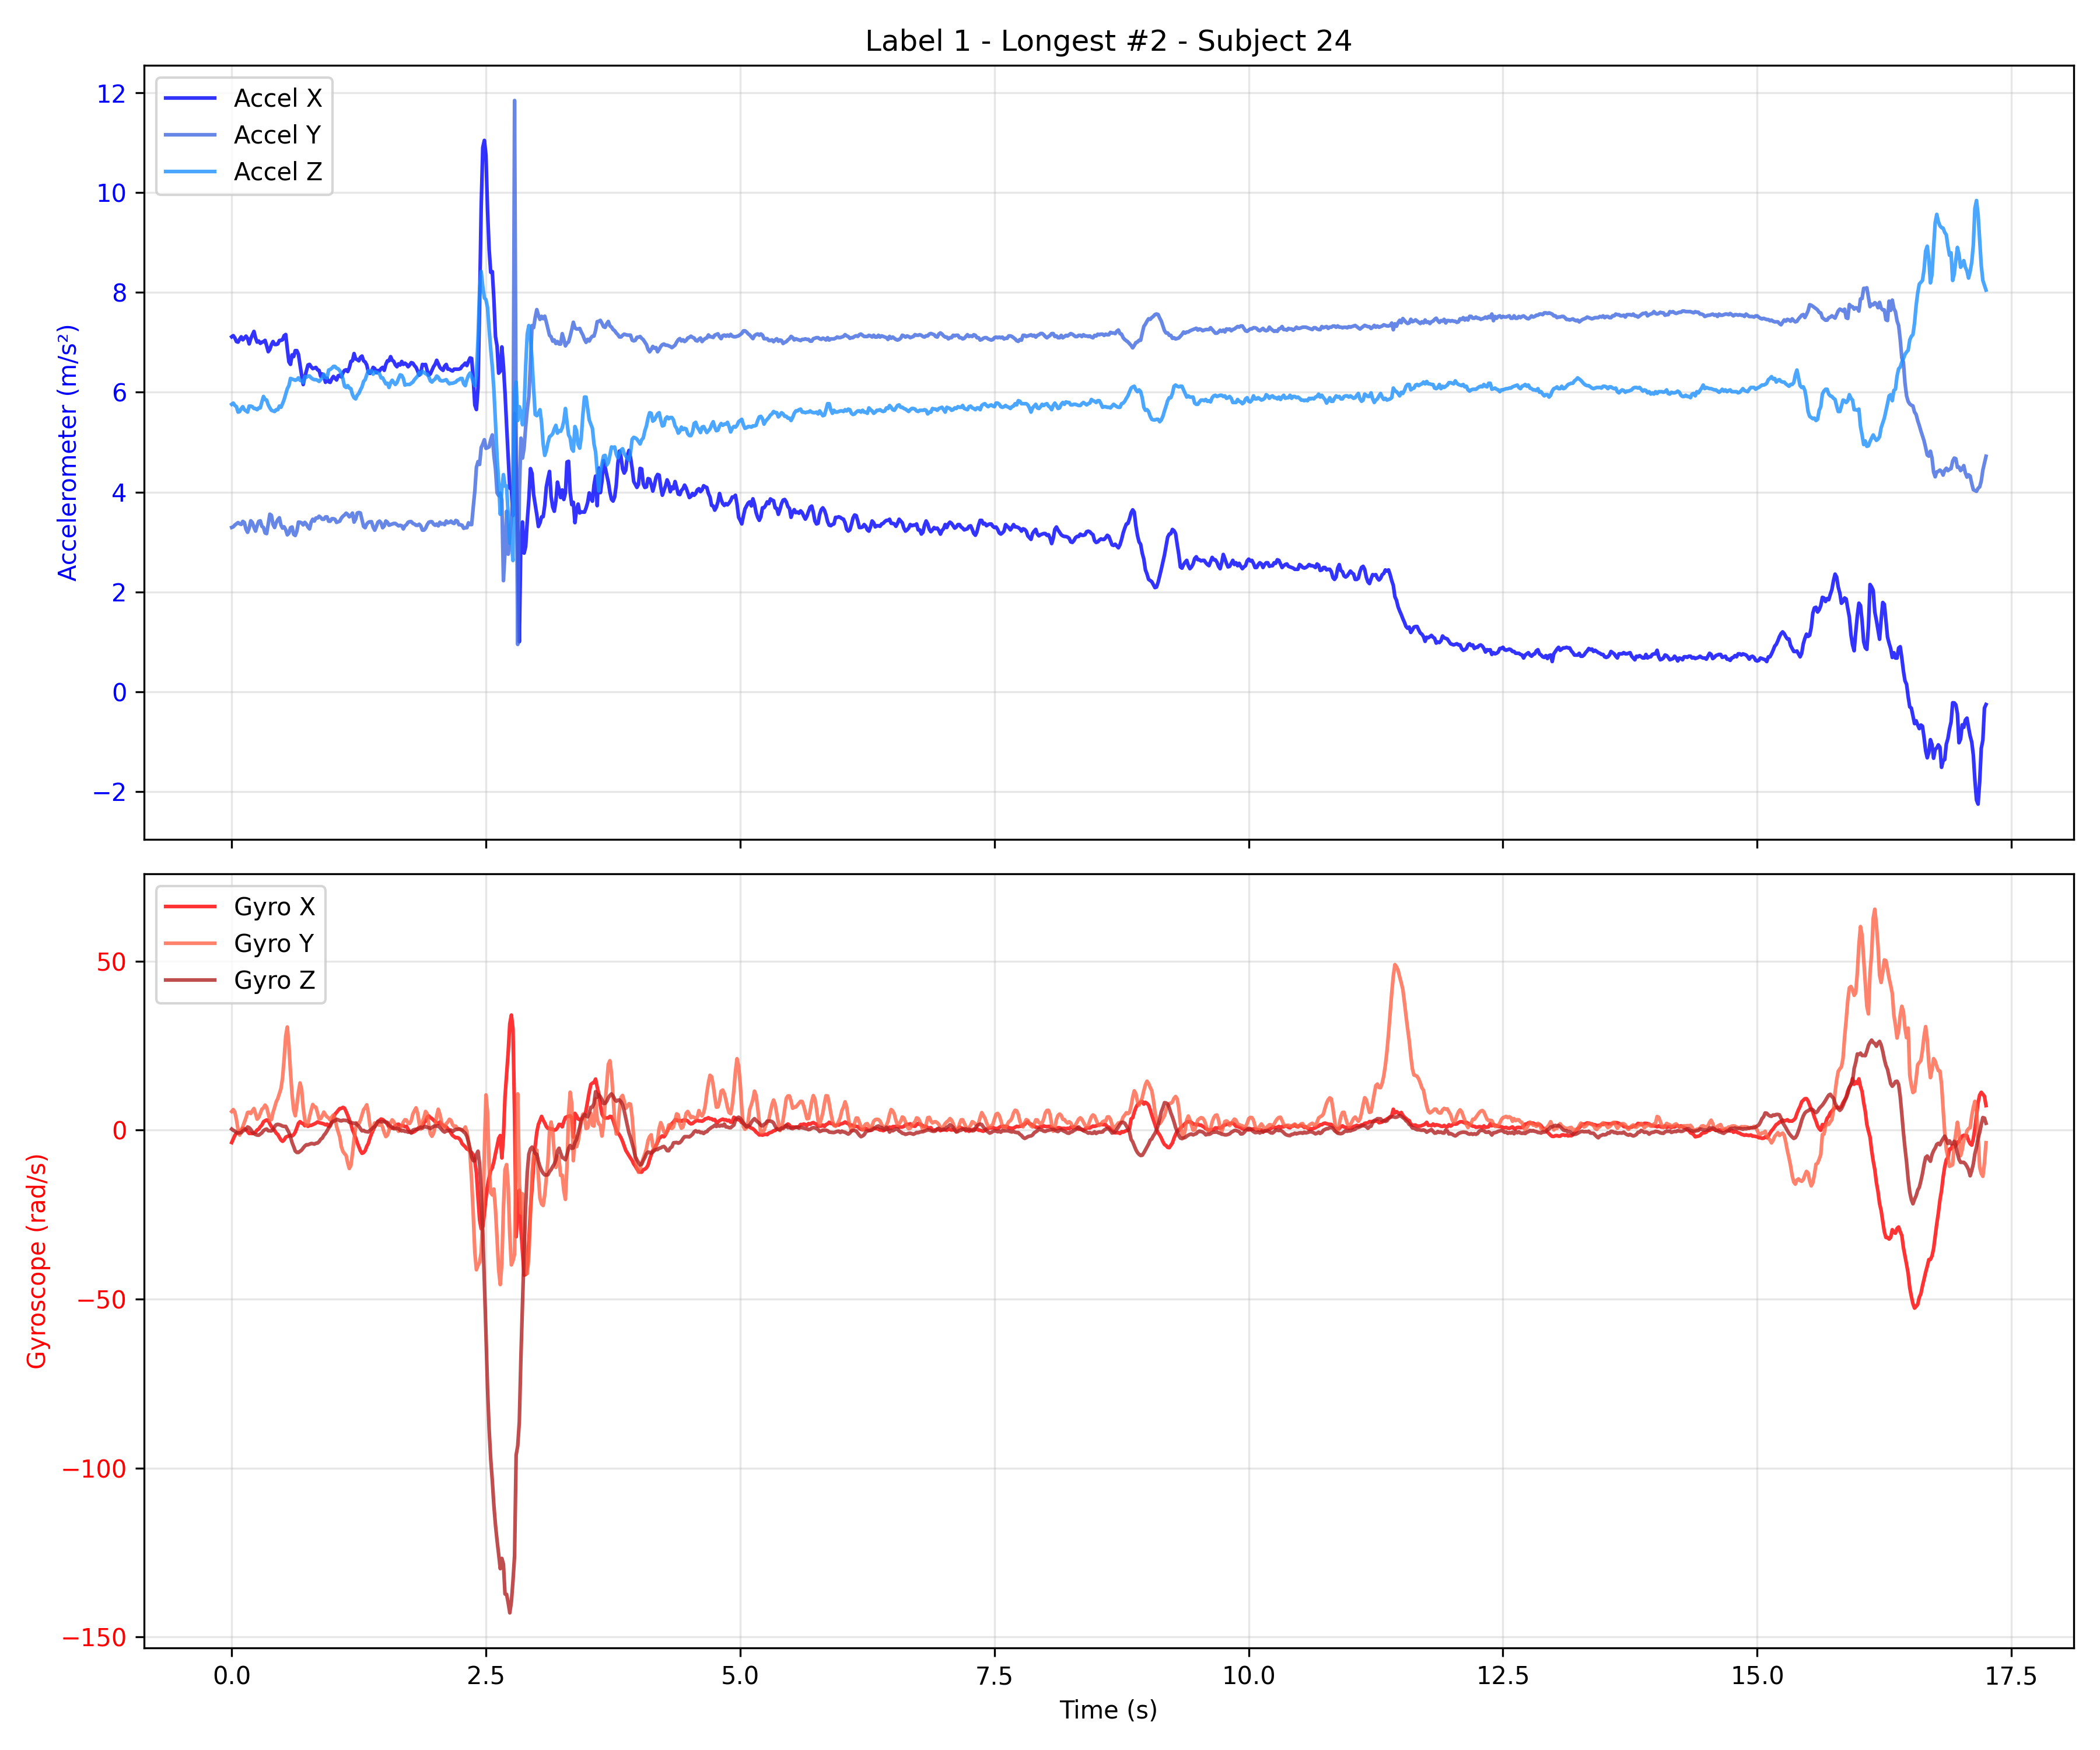 Label 1 - Longest #2 - Subject 24
Accel X
Accel Y
Accel Z
12
10
8
6
4
2
0
−2
Accelerometer (m/s²)
Gyro X
Gyro Y
Gyro Z
50
0
−50
−100
−150
Gyroscope (rad/s)
0.0 2.5 5.0 7.5 10.0 12.5 15.0 17.5
Time (s)